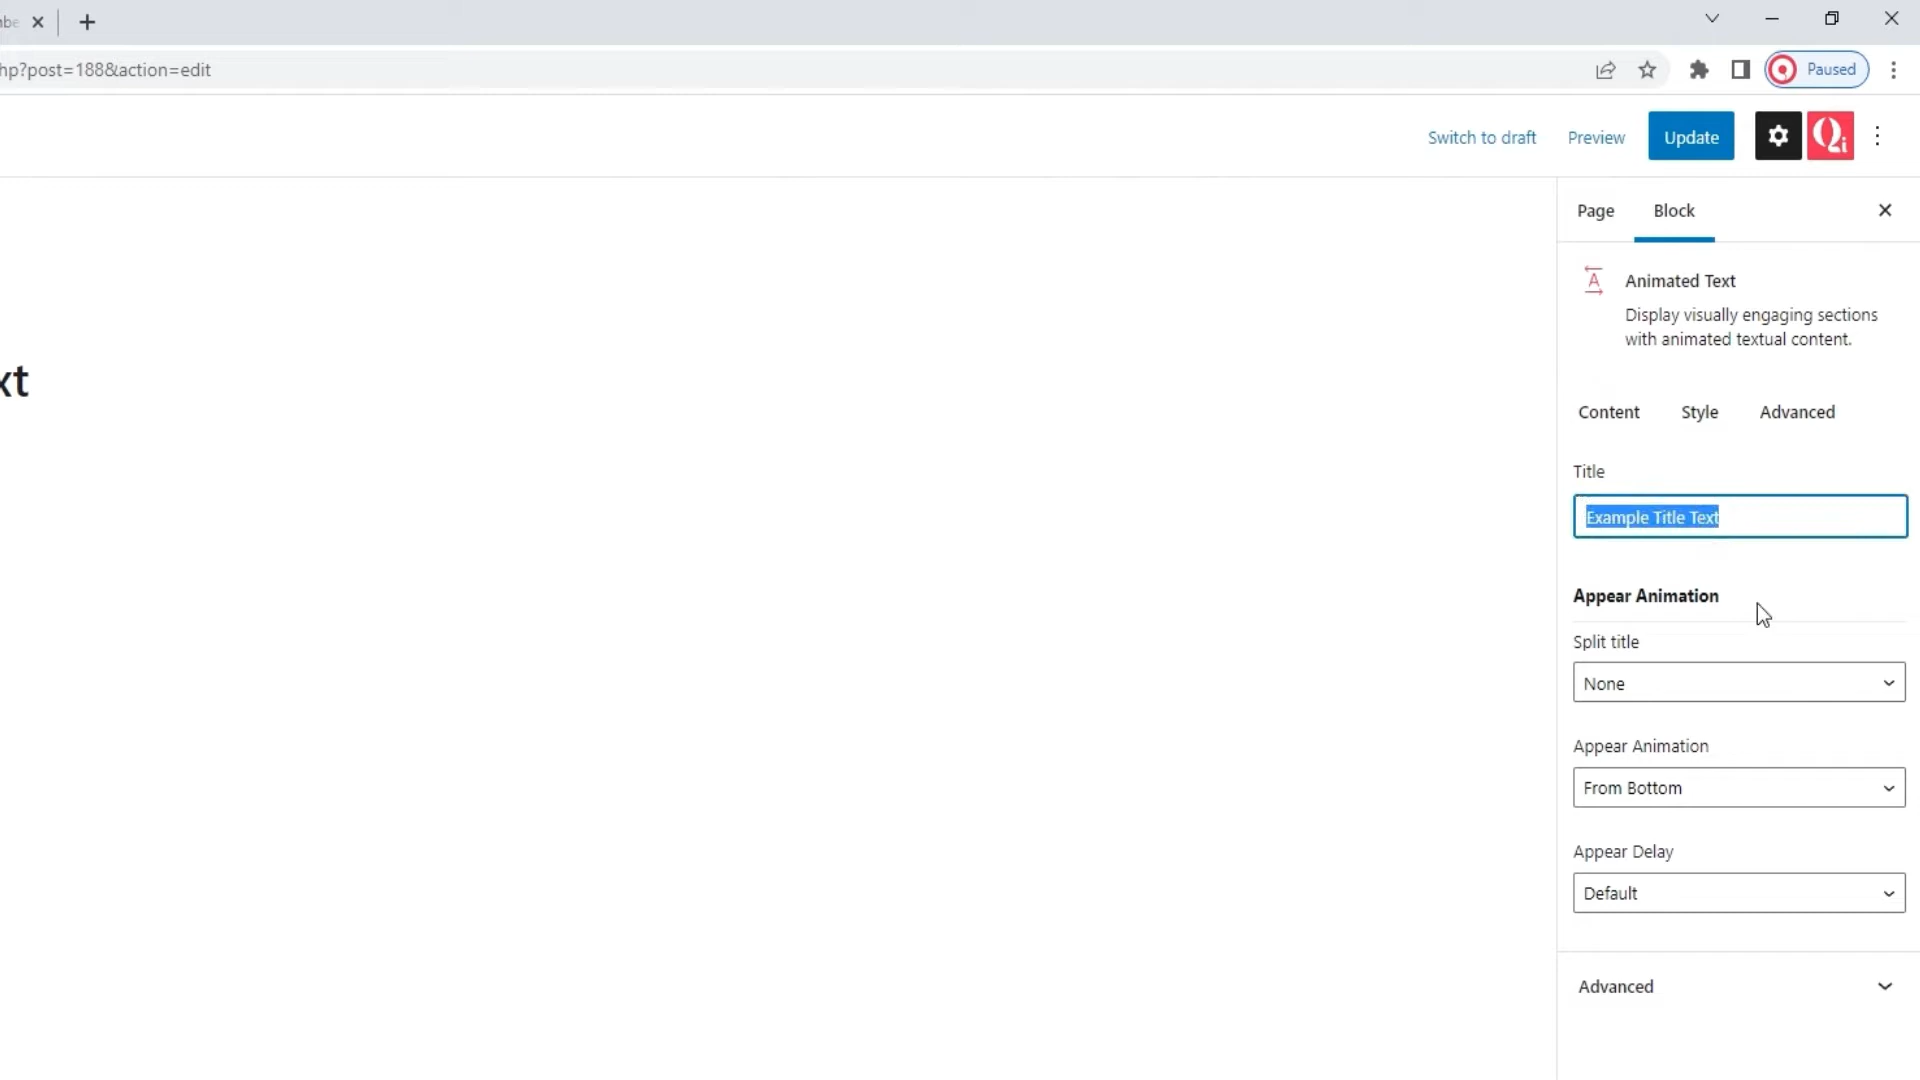 hp?post=188&action=edit
Paused
Switch to draft
Preview
Update
Qi
Page
Block
Animated Text
Display visually engaging sections
with animated textual content.
xt
Content
Style
Advanced
Title
Example Title Text
Appear Animation
Split title
None
Appear Animation
From Bottom
Appear Delay
Default
Advanced